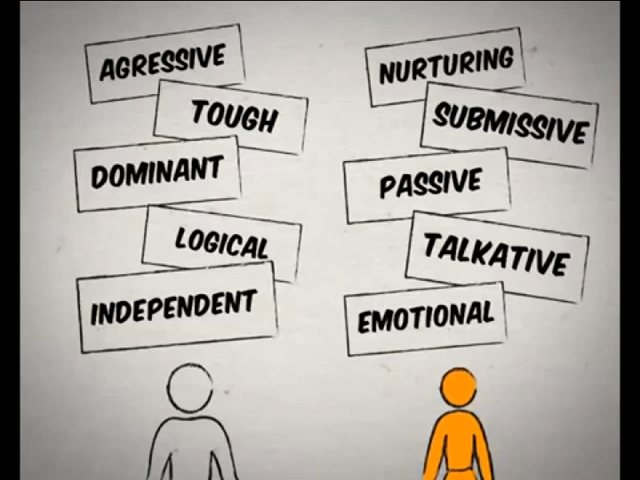 AGRESSIVE
TOUGH
DOMINANT
LOGICAL
INDEPENDENT
NURTURING
SUBMISSIVE
PASSIVE
TALKATIVE
EMOTIONAL